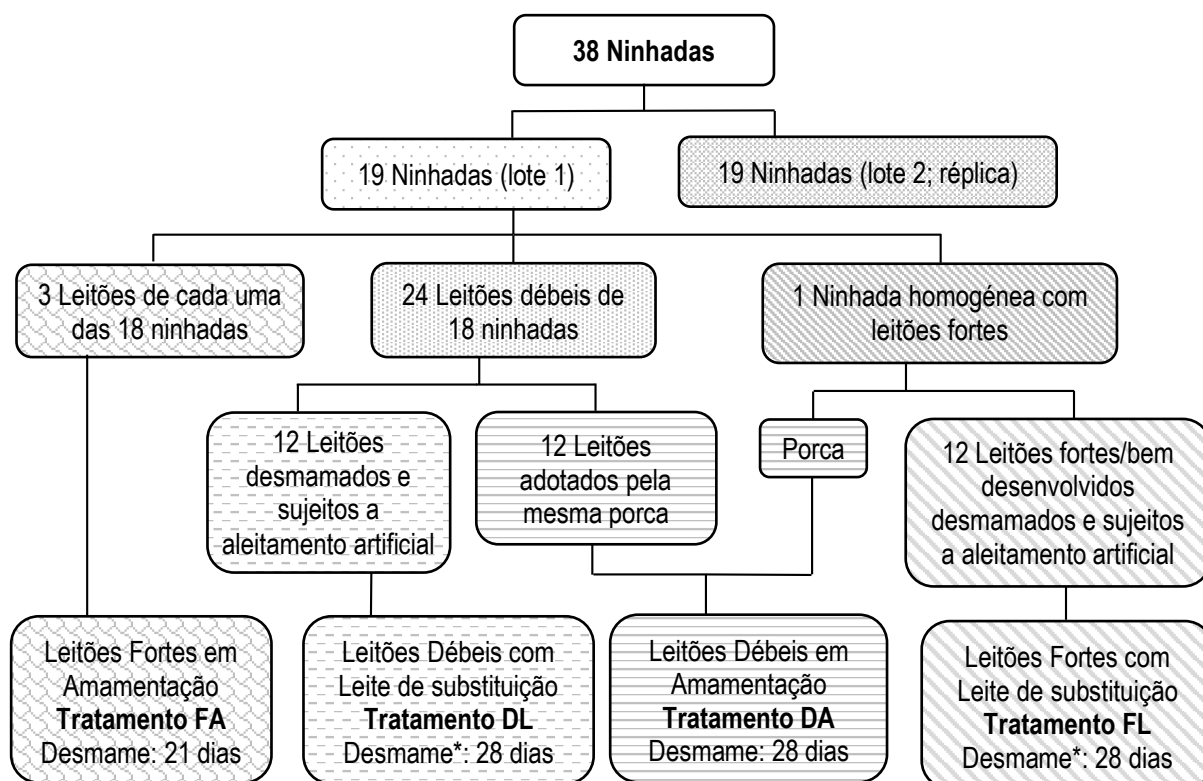 38 Ninhadas
19 Ninhadas (lote 1)
19 Ninhadas (lote 2; réplica)
3 Leitões de cada uma
das 18 ninhadas
24 Leitões débeis de
18 ninhadas
1 Ninhada homogénea com
leitões fortes
12 Leitões
desmamados e
sujeitos a
aleitamento artificial
12 Leitões
adotados pela
mesma porca
Porca
12 Leitões fortes/bem
desenvolvidos
desmamados e sujeitos
a aleitamento artificial
Leitões Fortes em
Amamentação
Tratamento FA
Desmame: 21 dias
Leitões Débeis com
Leite de substituição
Tratamento DL
Desmame*: 28 dias
Leitões Débeis em
Amamentação
Tratamento DA
Desmame: 28 dias
Leitões Fortes com
Leite de substituição
Tratamento FL
Desmame*: 28 dias